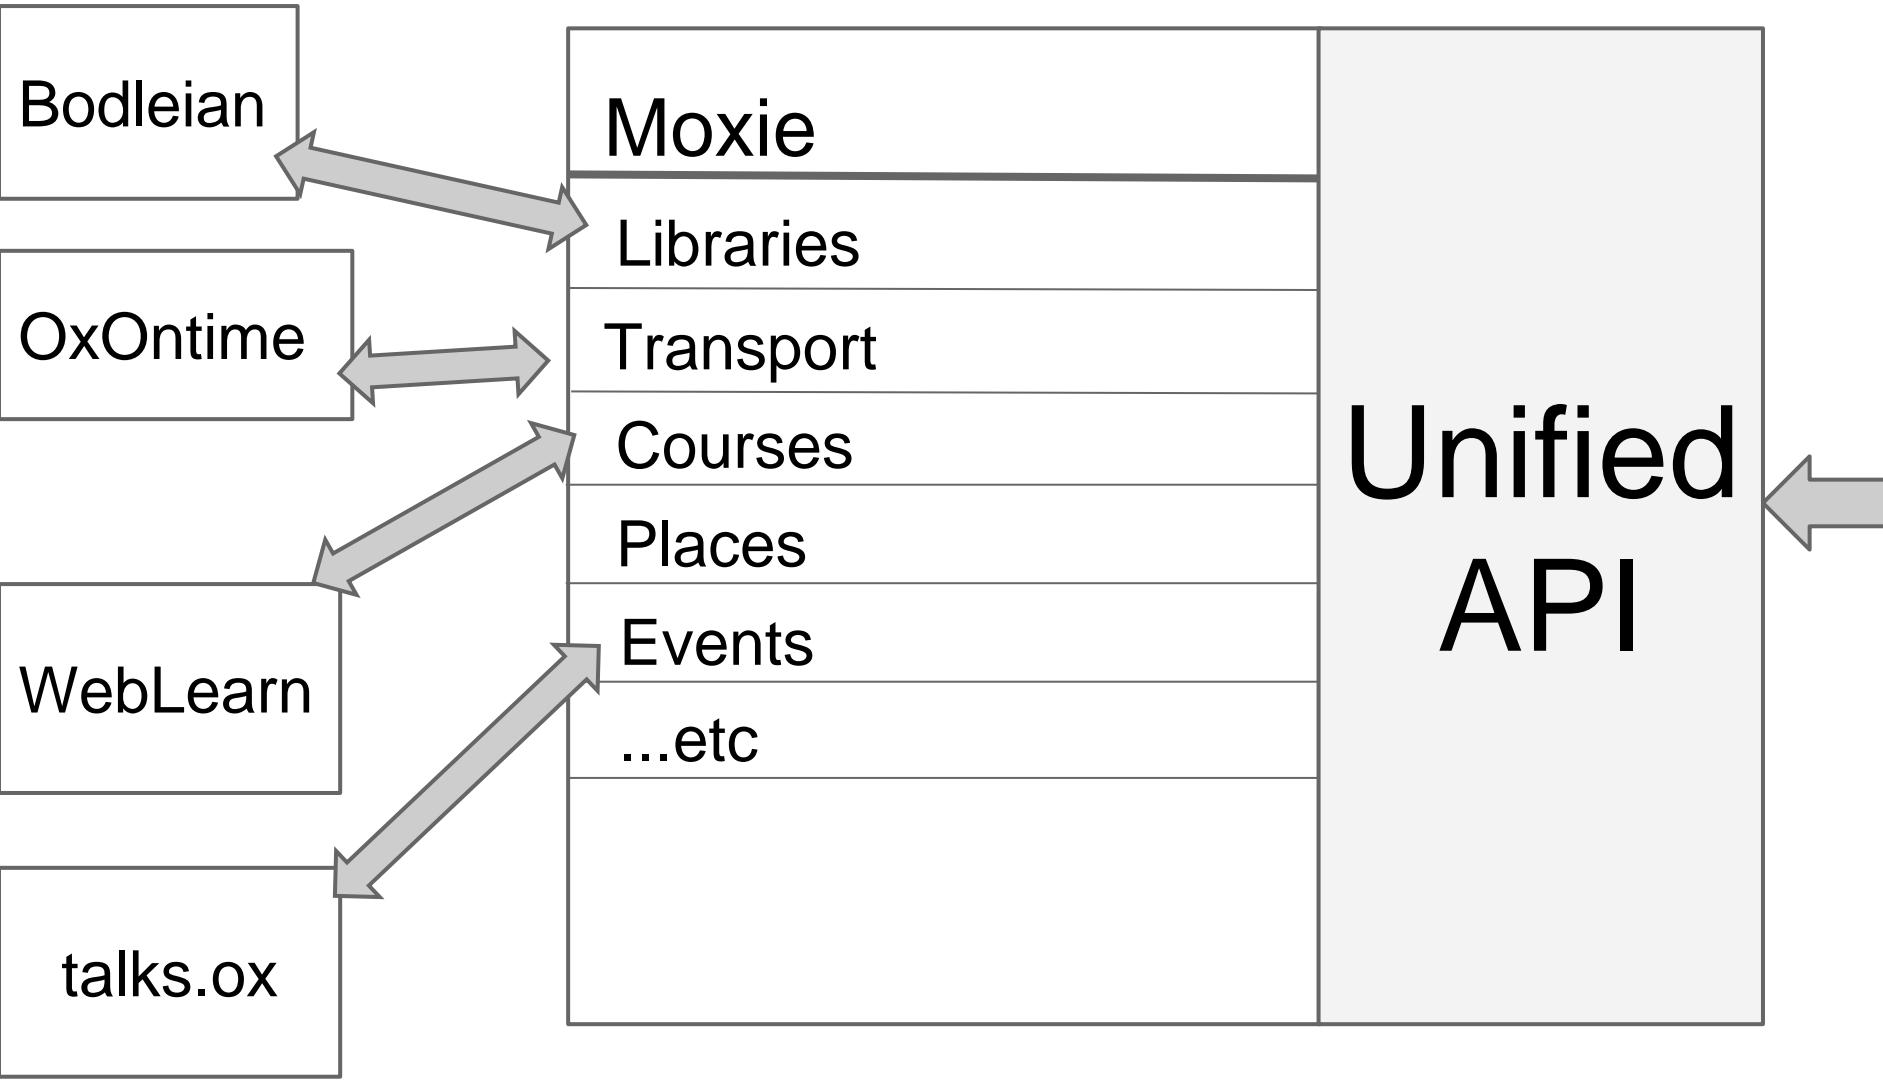 Bodleian
OxOntime
WebLearn
talks.ox
Moxie
Libraries
Transport
Courses
Places
Events
...etc
Unified
API